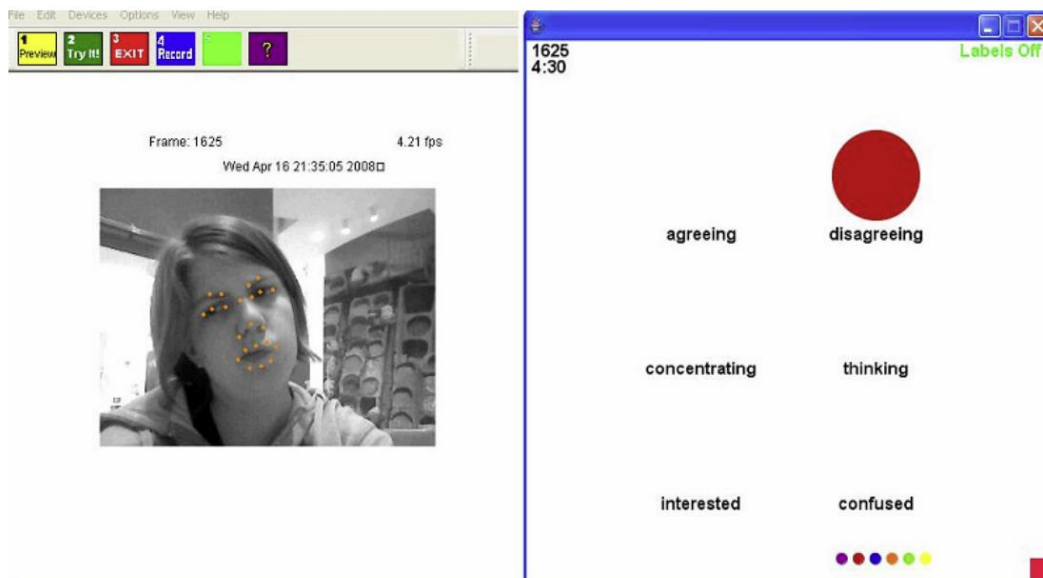 File Edit Devices Options View Help
1 Preview
2 Try It!
3 EXIT
4 Record
?
Frame: 1625
4.21 fps
Wed Apr 16 21:35:05 2008
1625
4:30
Labels Off
agreeing
disagreeing
concentrating
thinking
interested
confused